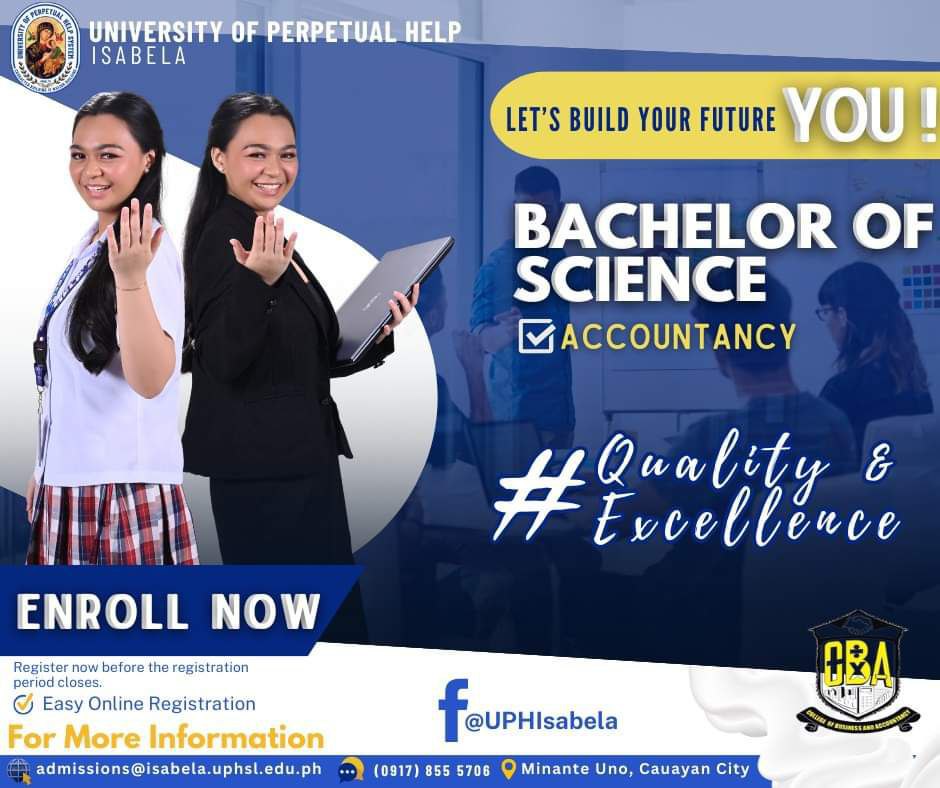 UNIVERSITY OF PERPETUAL HELP
ISABELA
LET'S BUILD YOUR FUTURE YOU !
BACHELOR OF
SCIENCE
ACCOUNTANCY
#Quality &
Excellence
ENROLL NOW
Register now before the registration
period closes.
Easy Online Registration
For More Information
@UPHIsabela
CBA
COLLEGE OF BUSINESS AND ACCOUNTANCY
admissions@isabela.uphsl.edu.ph (0917) 855 5706 Minante Uno, Cauayan City